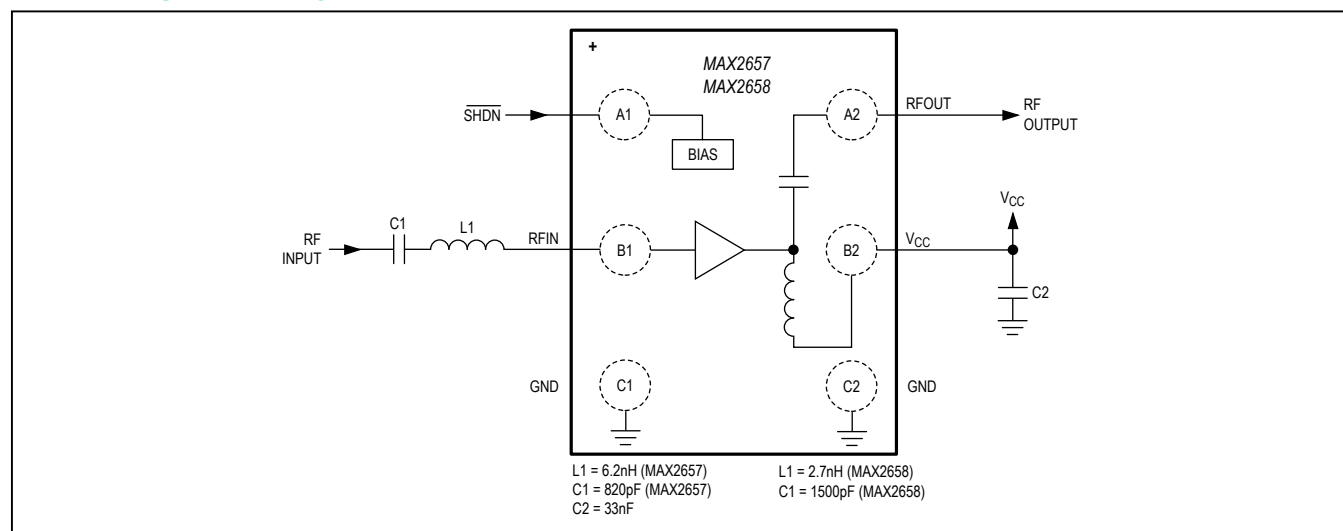 +
MAX2657
MAX2658
SHDN
A1
A2
RFOUT
RF
OUTPUT
BIAS
RF
INPUT
C1
L1
RFIN
B1
B2
VCC
VCC
C2
GND
C1
C2
GND
L1 = 6.2nH (MAX2657)
C1 = 820pF (MAX2657)
C2 = 33nF
L1 = 2.7nH (MAX2658)
C1 = 1500pF (MAX2658)